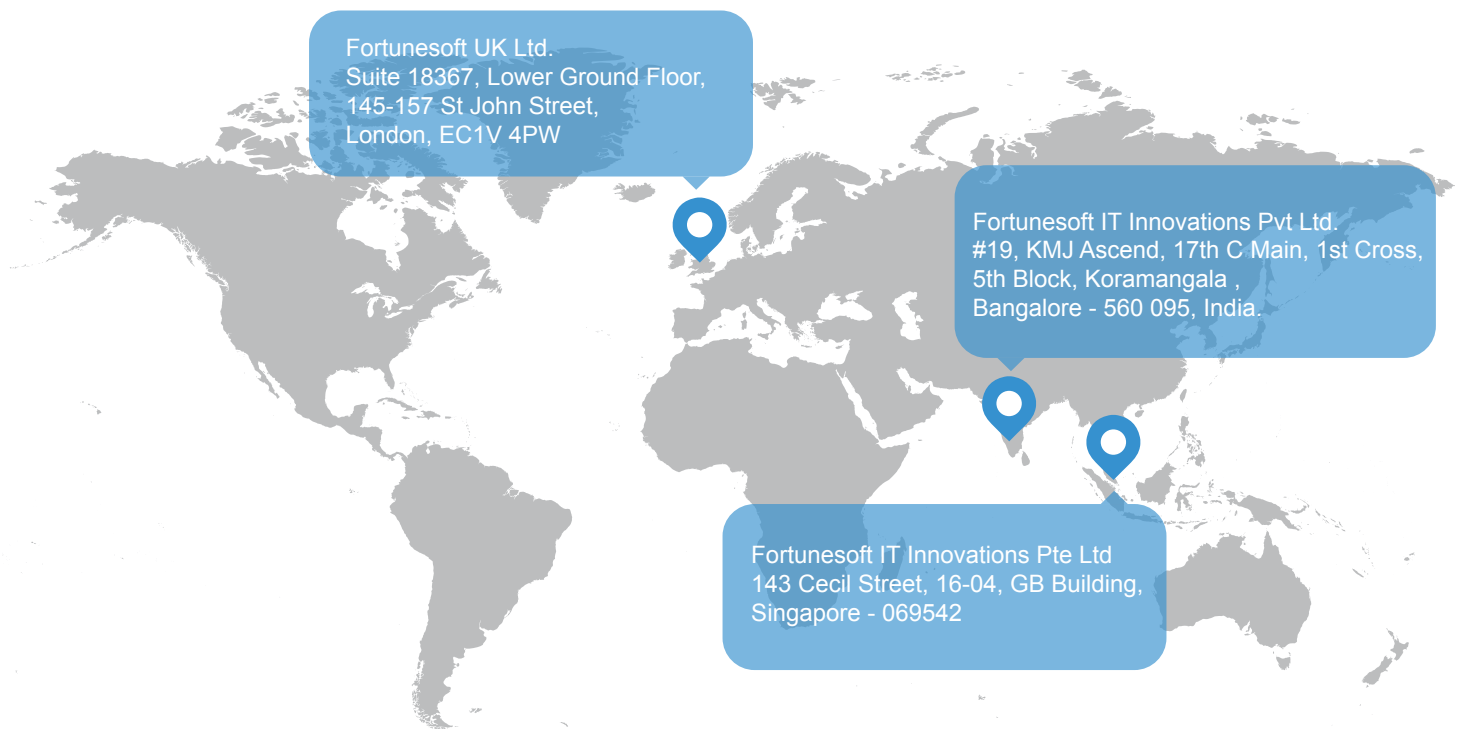 Fortunesoft UK Ltd.
Suite 18367, Lower Ground Floor,
145-157 St John Street,
London, EC1V 4PW
Fortunesoft IT Innovations Pvt Ltd.
#19, KMJ Ascend, 17th C Main, 1st Cross,
5th Block, Koramangala ,
Bangalore - 560 095, India.
Fortunesoft IT Innovations Pte Ltd
143 Cecil Street, 16-04, GB Building,
Singapore - 069542